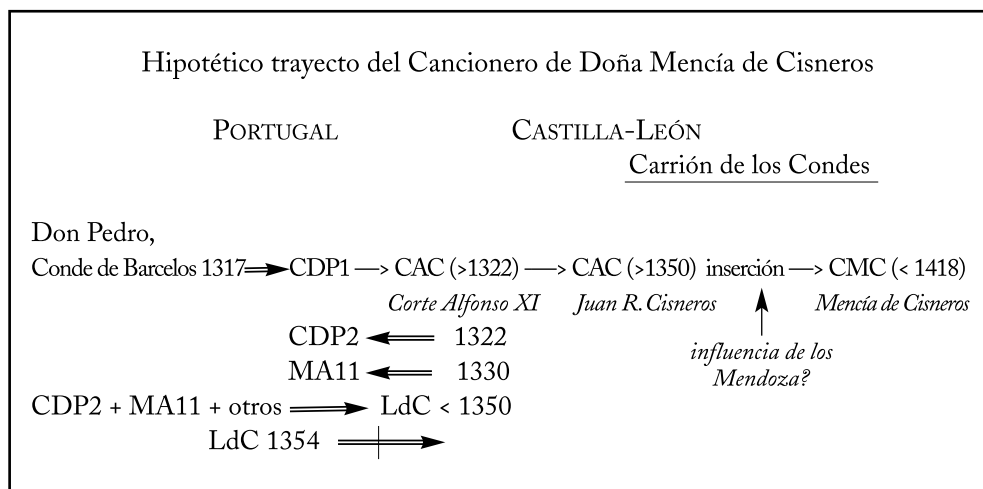 Hipotético trayecto del Cancionero de Doña Mencía de Cisneros
PORTUGAL CASTILLA-LEÓN
Carrión de los Condes
Don Pedro,
Conde de Barcelos 1317 ⇒ CDP1 → CAC (>1322) → CAC (>1350) inserción → CMC (< 1418)
Corte Alfonso XI Juan R. Cisneros Mencía de Cisneros
CDP2 ⇐ 1322
influencia de los
MA11 ⇐ 1330
Mendoza?
CDP2 + MA11 + otros ⇒ LdC < 1350
LdC 1354 ⇒